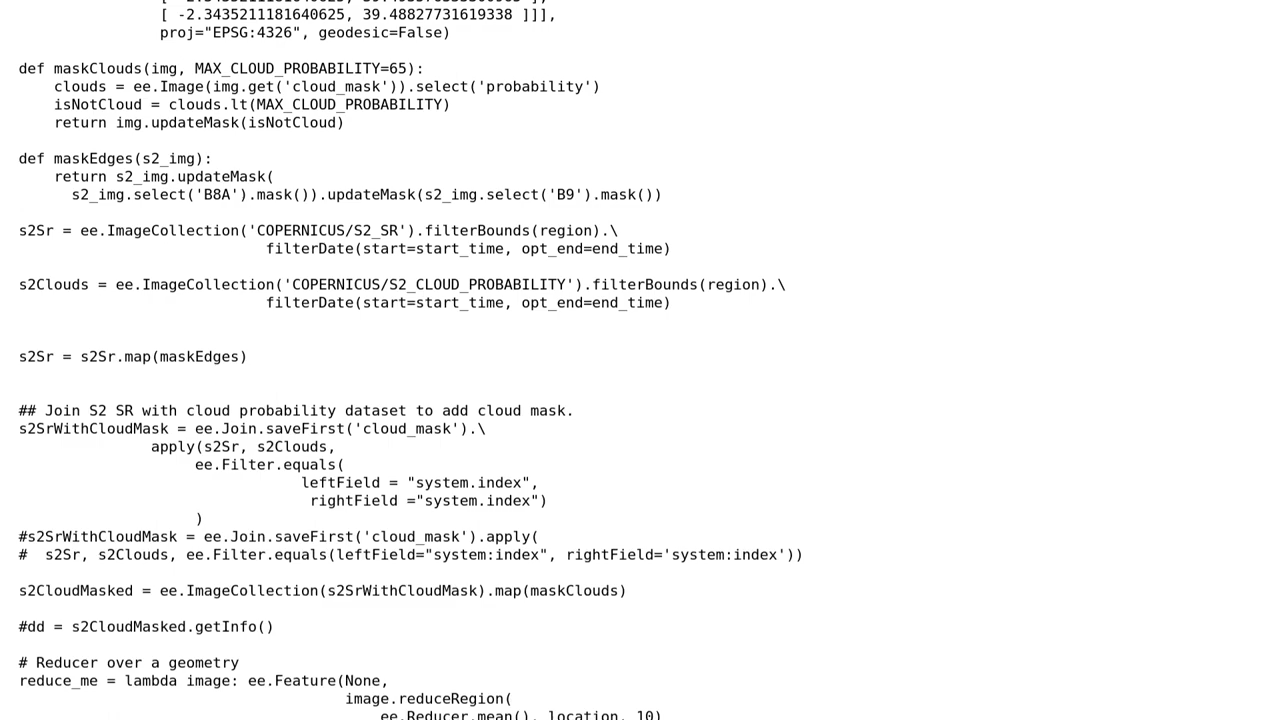 [ -2.3435211181640625, 39.48827731619338 ]]],
proj="EPSG:4326", geodesic=False)
def maskClouds(img, MAX_CLOUD_PROBABILITY=65):
clouds = ee.Image(img.get('cloud_mask')).select('probability')
isNotCloud = clouds.lt(MAX_CLOUD_PROBABILITY)
return img.updateMask(isNotCloud)
def maskEdges(s2_img):
return s2_img.updateMask(
s2_img.select('B8A').mask()).updateMask(s2_img.select('B9').mask())
s2Sr = ee.ImageCollection('COPERNICUS/S2_SR').filterBounds(region).\
filterDate(start=start_time, opt_end=end_time)
s2Clouds = ee.ImageCollection('COPERNICUS/S2_CLOUD_PROBABILITY').filterBounds(region).\
filterDate(start=start_time, opt_end=end_time)
s2Sr = s2Sr.map(maskEdges)
## Join S2 SR with cloud probability dataset to add cloud mask.
s2SrWithCloudMask = ee.Join.saveFirst('cloud_mask').\
apply(s2Sr, s2Clouds,
ee.Filter.equals(
leftField = "system.index",
rightField ="system.index")
)
#s2SrWithCloudMask = ee.Join.saveFirst('cloud_mask').apply(
#  s2Sr, s2Clouds, ee.Filter.equals(leftField="system:index", rightField='system:index'))
s2CloudMasked = ee.ImageCollection(s2SrWithCloudMask).map(maskClouds)
#dd = s2CloudMasked.getInfo()
# Reducer over a geometry
reduce_me = lambda image: ee.Feature(None,
image.reduceRegion(
ee.Reducer.mean(), location, 10)